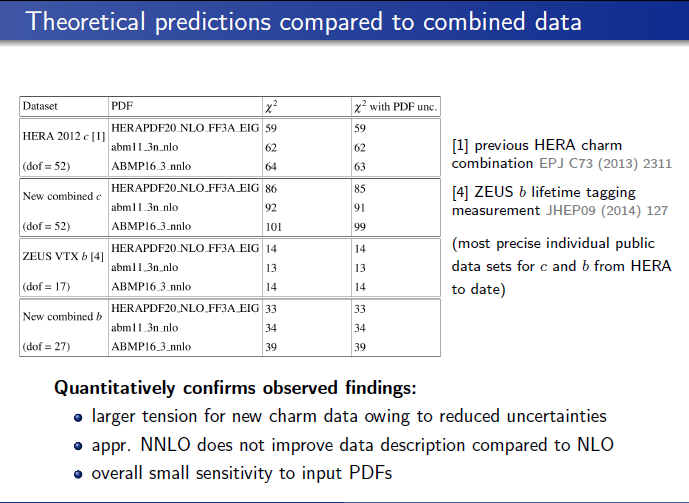 Theoretical predictions compared to combined data
Dataset PDF χ² χ² with PDF unc.
HERA 2012 c [1] HERAPDF20_NLO_FF3A_EIG 59 59
abm11_3n_nlo 62 62
(dof = 52) ABMP16_3_nnlo 64 63
New combined c HERAPDF20_NLO_FF3A_EIG 86 85
abm11_3n_nlo 92 91
(dof = 52) ABMP16_3_nnlo 101 99
ZEUS VTX b [4] HERAPDF20_NLO_FF3A_EIG 14 14
abm11_3n_nlo 13 13
(dof = 17) ABMP16_3_nnlo 14 14
New combined b HERAPDF20_NLO_FF3A_EIG 33 33
abm11_3n_nlo 34 34
(dof = 27) ABMP16_3_nnlo 39 39
[1] previous HERA charm
combination EPJ C73 (2013) 2311
[4] ZEUS b lifetime tagging
measurement JHEP09 (2014) 127
(most precise individual public
data sets for c and b from HERA
to date)
Quantitatively confirms observed findings:
larger tension for new charm data owing to reduced uncertainties
appr. NNLO does not improve data description compared to NLO
overall small sensitivity to input PDFs